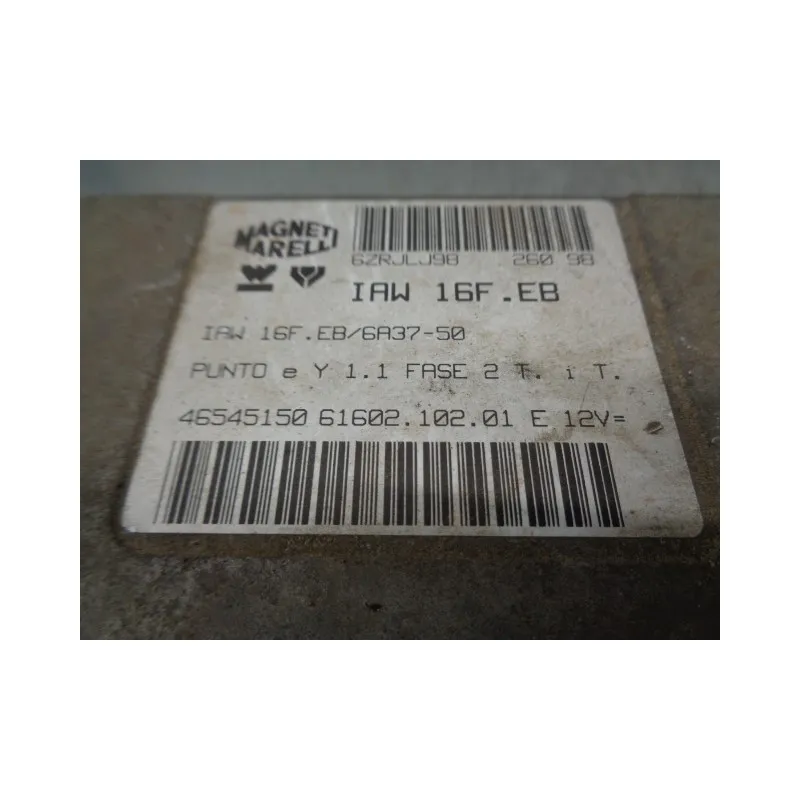 MAGNETI
MARELLI
6ZRJLJ98 260 98
IAW 16F.EB
IAW 16F.EB/6A37-50
PUNTO e Y 1.1 FASE 2 T. i T.
46545150 61602.102.01 E 12V=